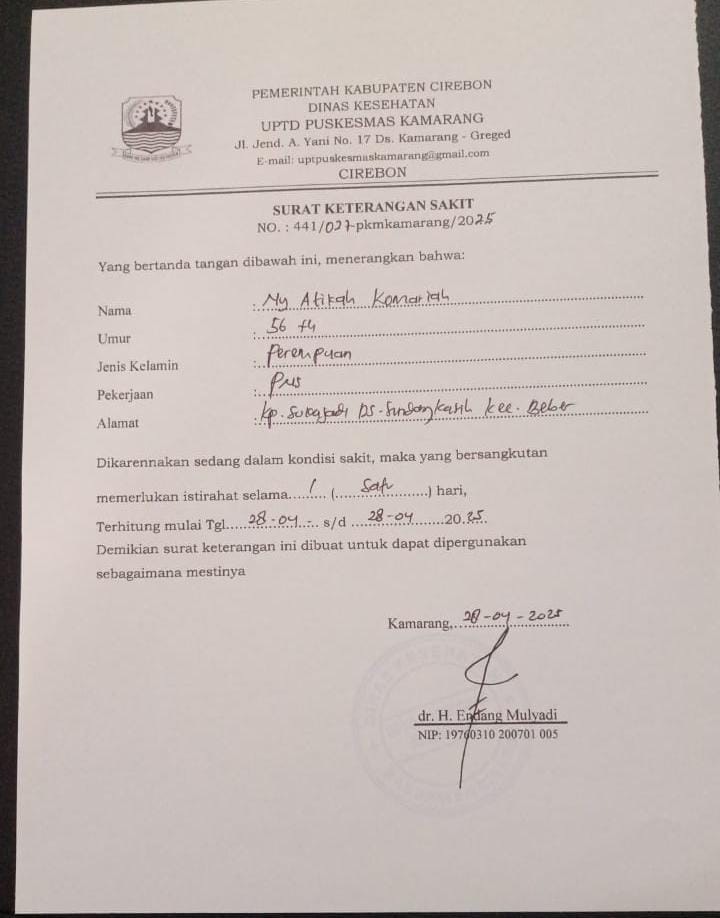 PEMERINTAH KABUPATEN CIREBON
DINAS KESEHATAN
UPTD PUSKESMAS KAMARANG
Jl. Jend. A. Yani No. 17 Ds. Kamarang - Greged
E-mail: uptpuskesmaskamarang@gmail.com
CIREBON
SURAT KETERANGAN SAKIT
NO. : 441/027-pkmkamarang/2025
Yang bertanda tangan dibawah ini, menerangkan bahwa:
Nama : Ny Atikah Komariah
Umur : 56 th
Jenis Kelamin : Perempuan
Pekerjaan : PNS
Alamat : Kp. Sukajadi Ds. Sindangkasih Kec. Beber
Dikarennakan sedang dalam kondisi sakit, maka yang bersangkutan
memerlukan istirahat selama......1... (......Satu......) hari,
Terhitung mulai Tgl.....28-04..... s/d ...28-04.......20.25.
Demikian surat keterangan ini dibuat untuk dapat dipergunakan
sebagaimana mestinya
Kamarang, 28-04-2025
dr. H. Endang Mulyadi
NIP: 19760310 200701 005